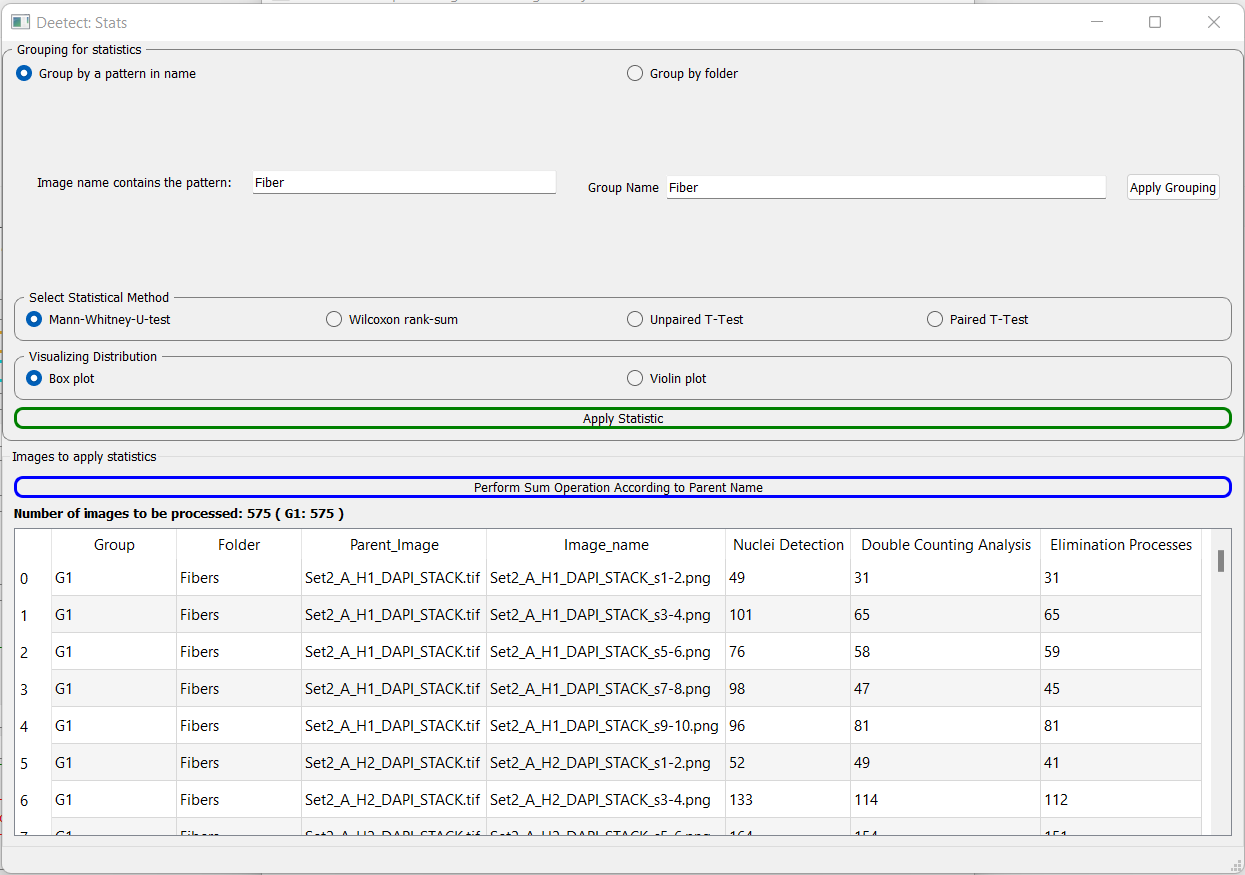 Deetect: Stats
Grouping for statistics
Group by a pattern in name Group by folder
Image name contains the pattern: Fiber Group Name Fiber Apply Grouping
Select Statistical Method
Mann-Whitney-U-test Wilcoxon rank-sum Unpaired T-Test Paired T-Test
Visualizing Distribution
Box plot Violin plot
Apply Statistic
Images to apply statistics
Perform Sum Operation According to Parent Name
Number of images to be processed: 575 ( G1: 575 )
Group Folder Parent_Image Image_name Nuclei Detection Double Counting Analysis Elimination Processes
0 G1 Fibers Set2_A_H1_DAPI_STACK.tif Set2_A_H1_DAPI_STACK_s1-2.png 49 31 31
1 G1 Fibers Set2_A_H1_DAPI_STACK.tif Set2_A_H1_DAPI_STACK_s3-4.png 101 65 65
2 G1 Fibers Set2_A_H1_DAPI_STACK.tif Set2_A_H1_DAPI_STACK_s5-6.png 76 58 59
3 G1 Fibers Set2_A_H1_DAPI_STACK.tif Set2_A_H1_DAPI_STACK_s7-8.png 98 47 45
4 G1 Fibers Set2_A_H1_DAPI_STACK.tif Set2_A_H1_DAPI_STACK_s9-10.png 96 81 81
5 G1 Fibers Set2_A_H2_DAPI_STACK.tif Set2_A_H2_DAPI_STACK_s1-2.png 52 49 41
6 G1 Fibers Set2_A_H2_DAPI_STACK.tif Set2_A_H2_DAPI_STACK_s3-4.png 133 114 112